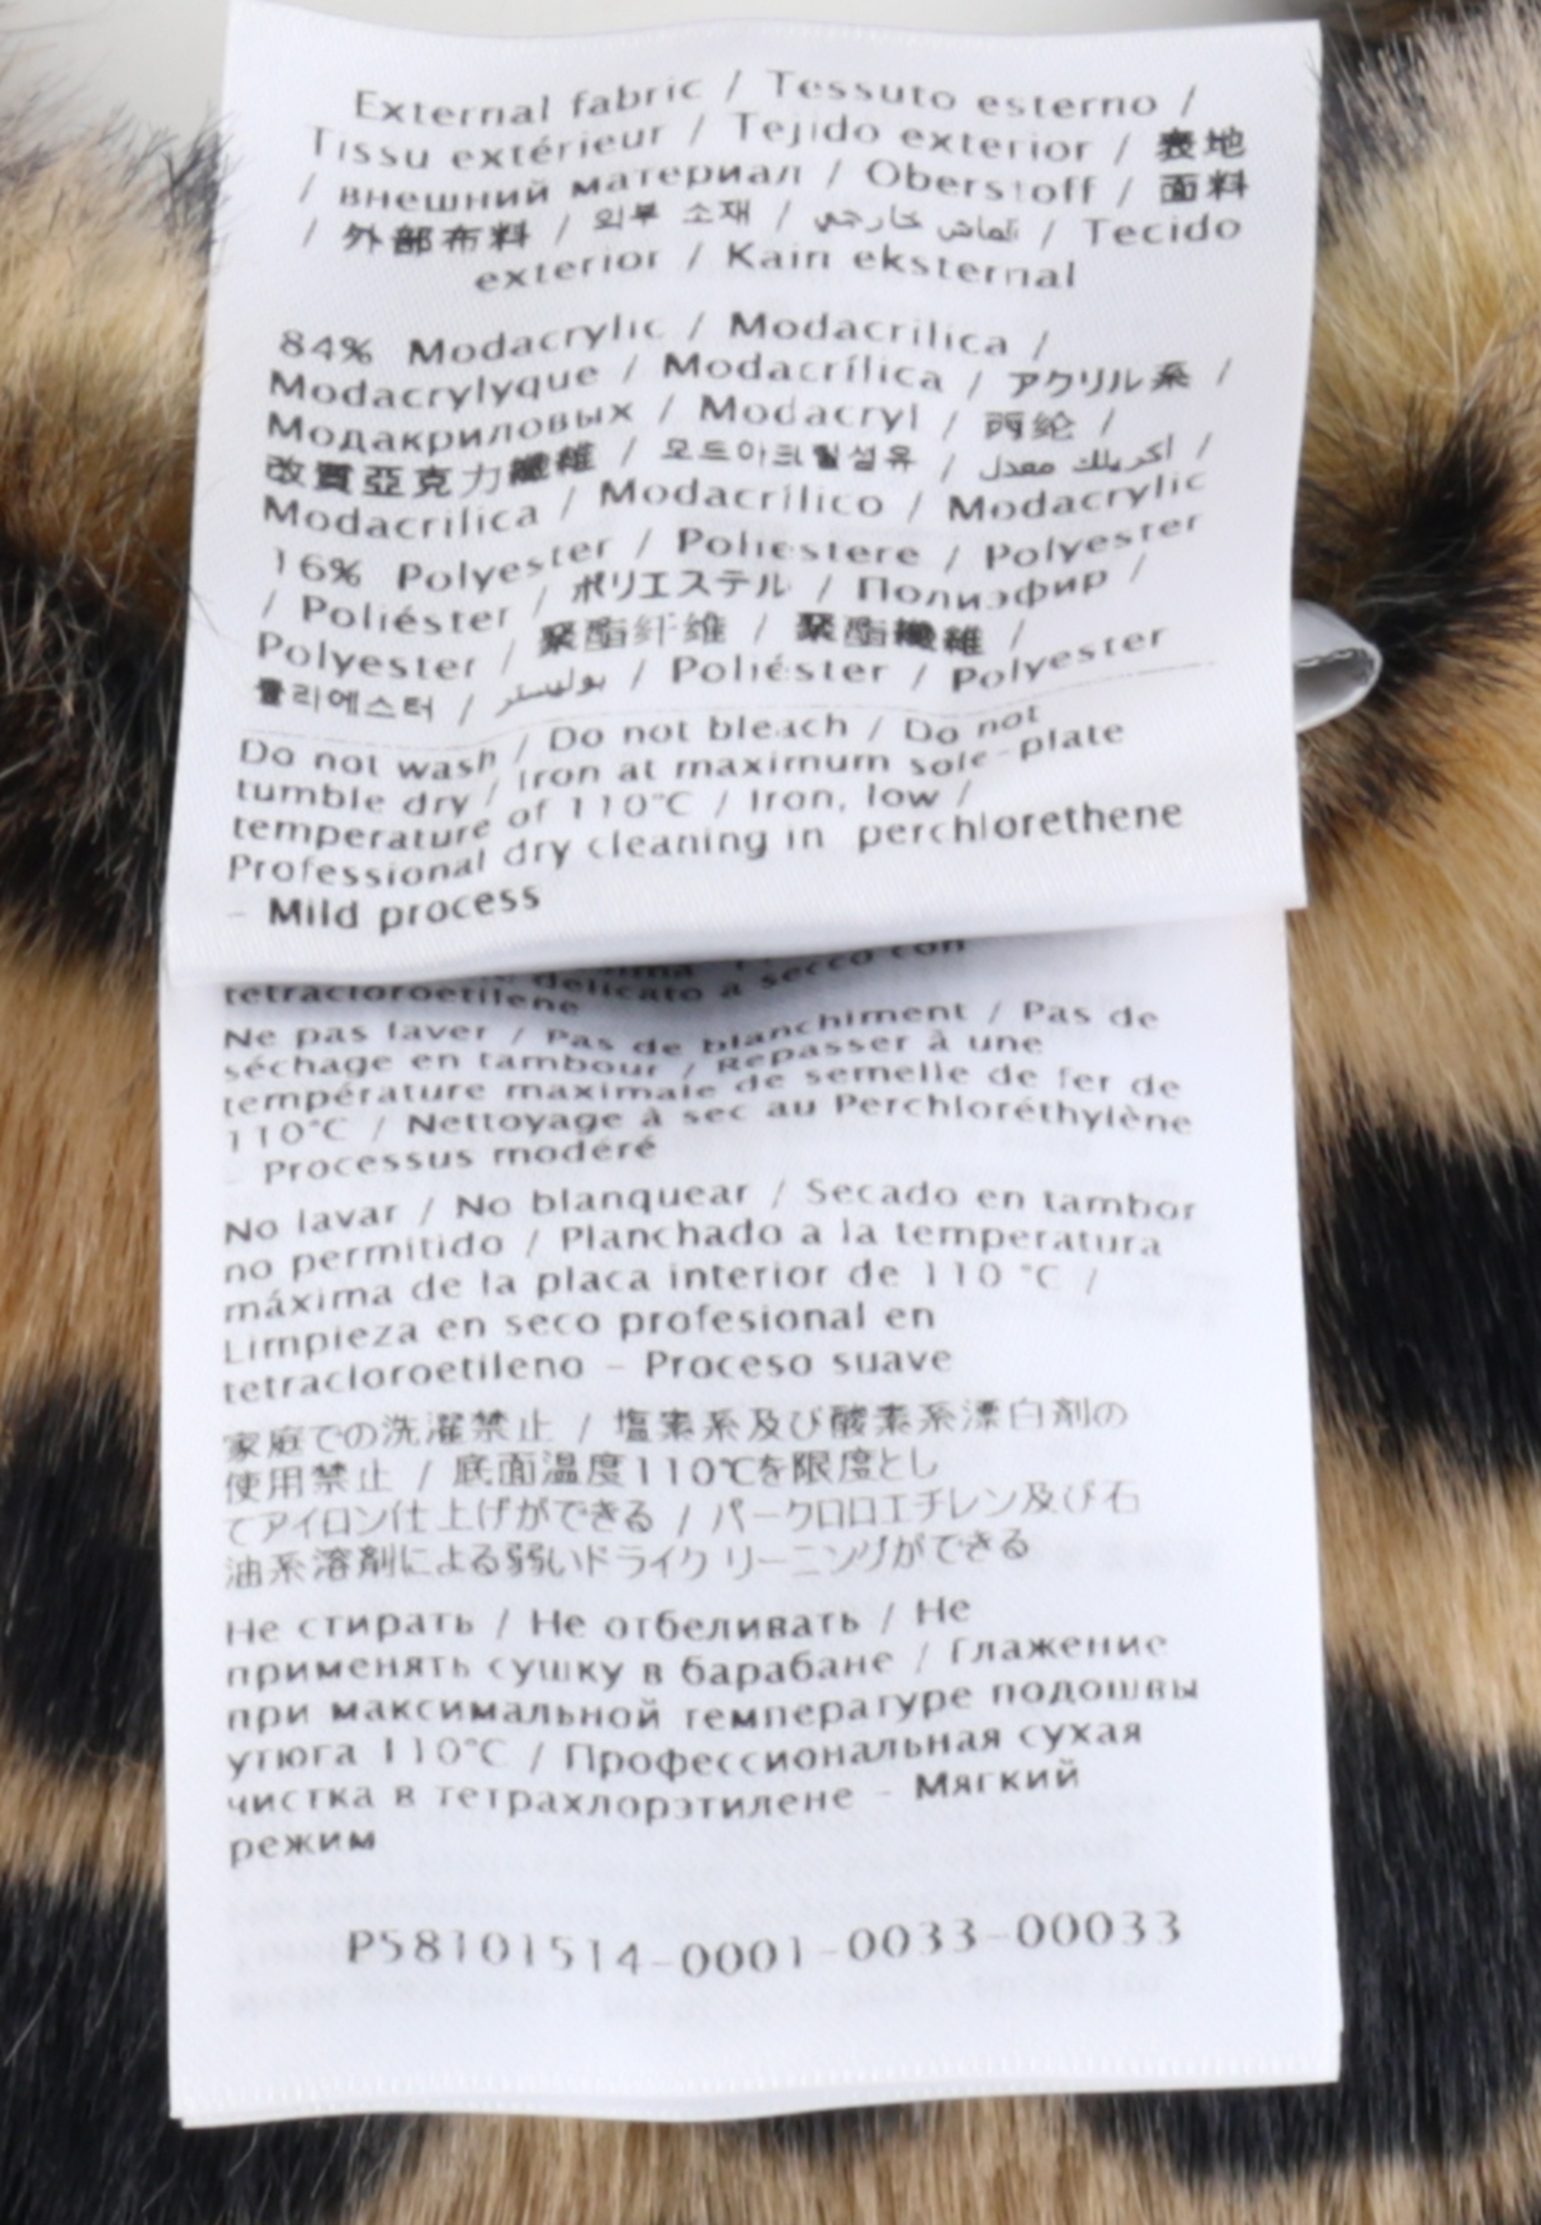 External fabric / Tessuto esterno /
Tissu extérieur / Tejido exterior / 表地
/ внешний материал / Oberstoff / 面料
/ 外部布料 / 외부 소재 / قماش خارجي / Tecido
exterior / Kain eksternal
84% Modacrylic / Modacrilica /
Modacrylyque / Modacrílica / アクリル系 /
Модакриловых / Modacryl / 丙纶 /
改質亞克力纖維 / 모드아크릴섬유 / أكريلك معدل /
Modacrilica / Modacrílico / Modacrylic
16% Polyester / Poliestere / Polyester
/ Poliéster / ポリエステル / Полиэфир /
Polyester / 聚酯纤维 / 聚酯纖維 /
폴리에스터 / بوليستر / Poliéster / Polyester
Do not wash / Do not bleach / Do not
tumble dry / Iron at maximum sole-plate
temperature of 110°C / Iron, low /
Professional dry cleaning in perchlorethene
- Mild process
delicato a secco con
tetracloroetilene
Ne pas laver / Pas de blanchiment / Pas de
séchage en tambour / Repasser à une
température maximale de semelle de fer de
110°C / Nettoyage à sec au Perchloréthylène
- Processus modéré
No lavar / No blanquear / Secado en tambor
no permitido / Planchado a la temperatura
máxima de la placa interior de 110 °C /
Limpieza en seco profesional en
tetracloroetileno - Proceso suave
家庭での洗濯禁止 / 塩素系及び酸素系漂白剤の
使用禁止 / 底面温度110℃を限度とし
てアイロン仕上げができる / パークロロエチレン及び石
油系溶剤による弱いドライクリーニングができる
Не стирать / Не отбеливать / Не
применять сушку в барабане / Глажение
при максимальной температуре подошвы
утюга 110°C / Профессиональная сухая
чистка в тетрахлорэтилене - Мягкий
режим
P58101514-0001-0033-00033